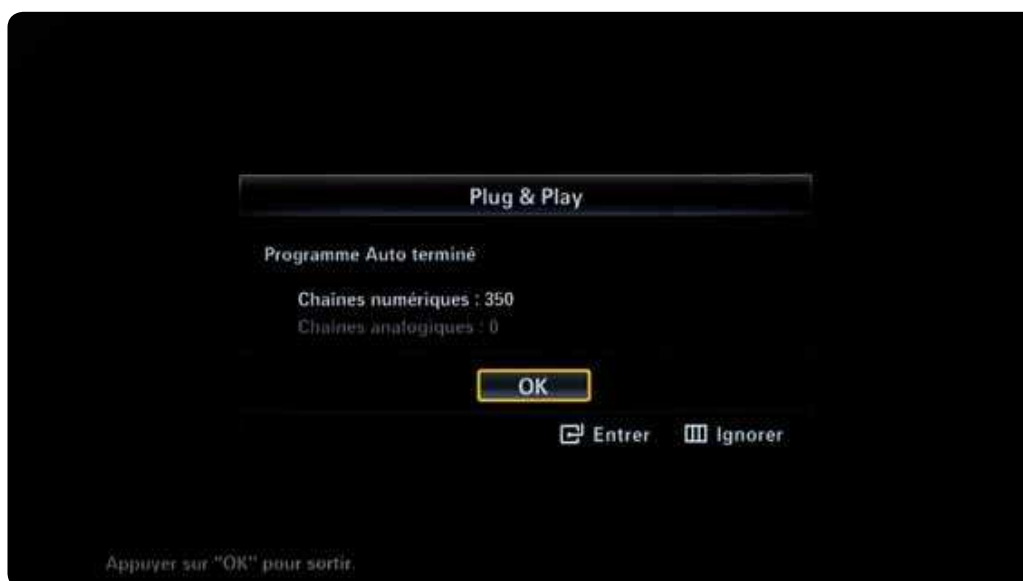 Plug & Play
Programme Auto terminé
Chaînes numériques : 350
Chaînes analogiques : 0
OK
Entrer Ignorer
Appuyer sur "OK" pour sortir.